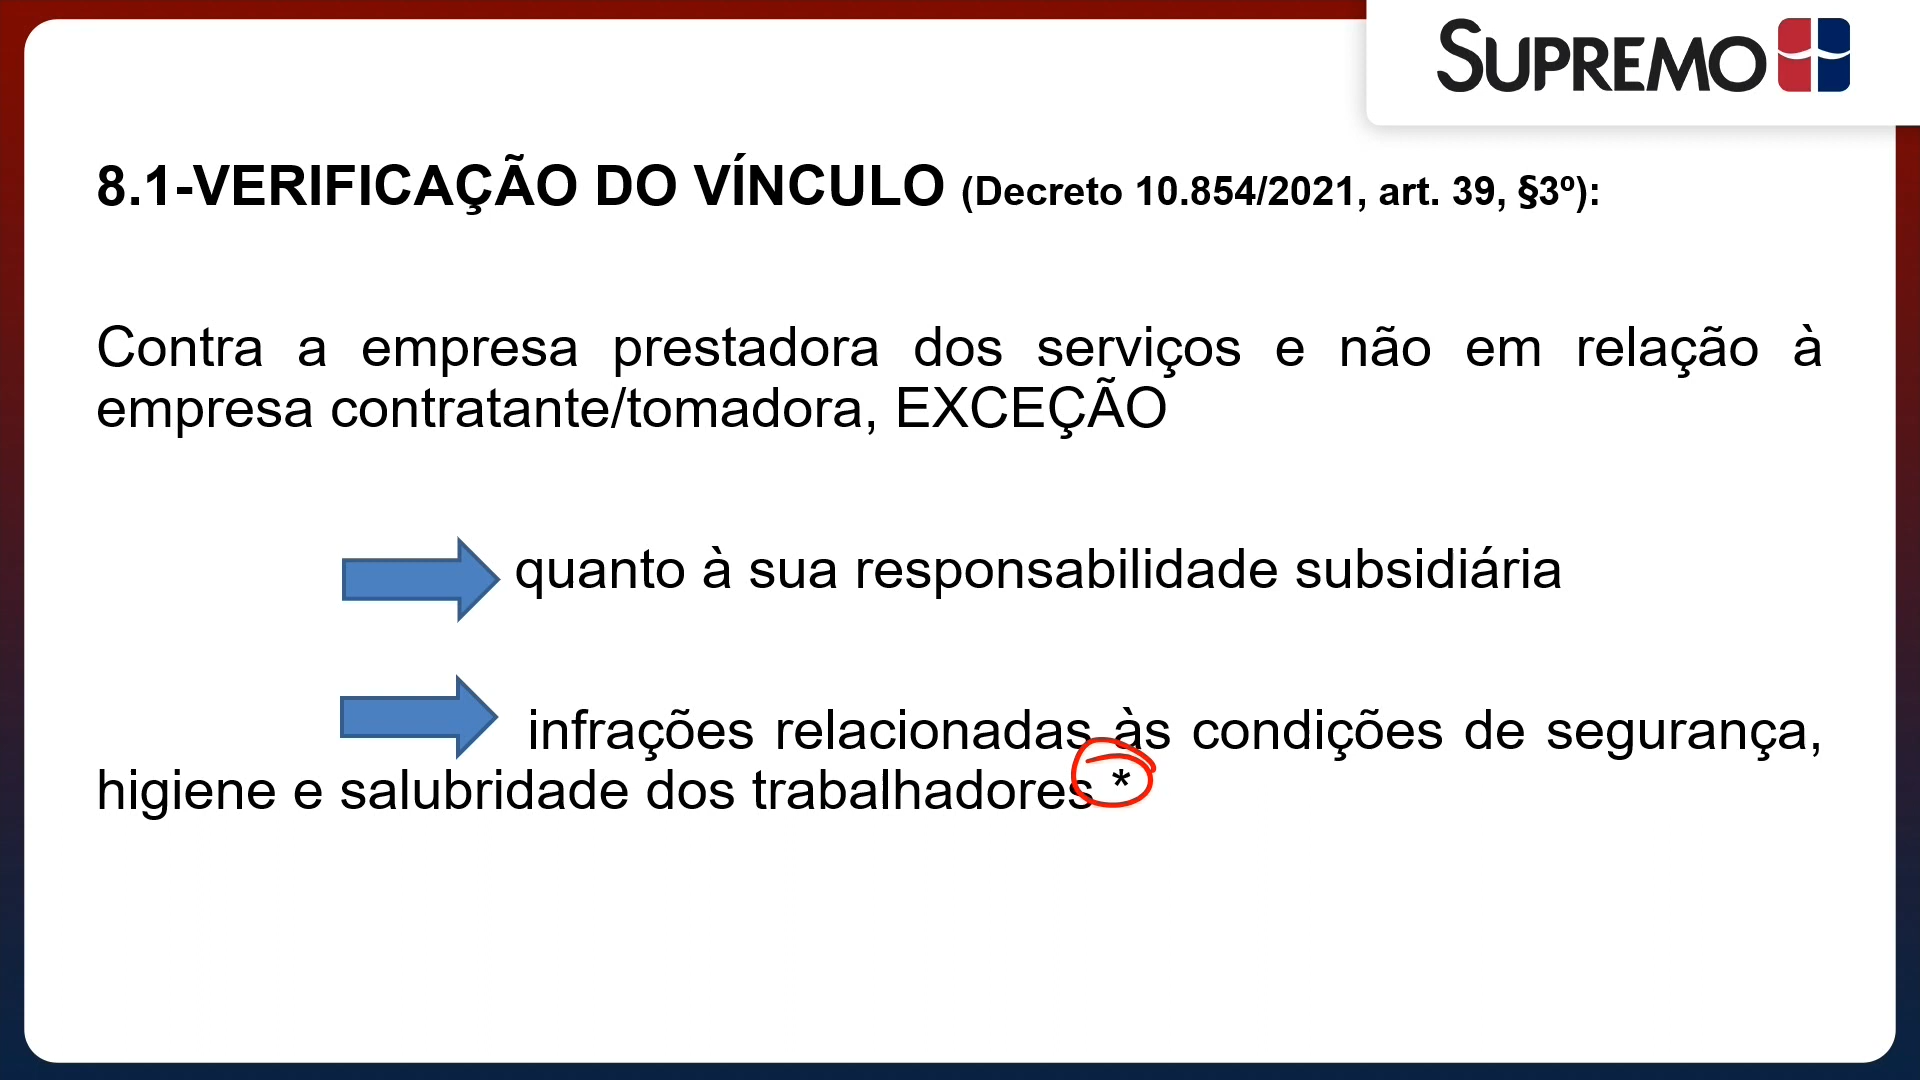 SUPREMO
8.1-VERIFICAÇÃO DO VÍNCULO (Decreto 10.854/2021, art. 39, §3º):
Contra a empresa prestadora dos serviços e não em relação à
empresa contratante/tomadora, EXCEÇÃO
quanto à sua responsabilidade subsidiária
infrações relacionadas às condições de segurança,
higiene e salubridade dos trabalhadores *